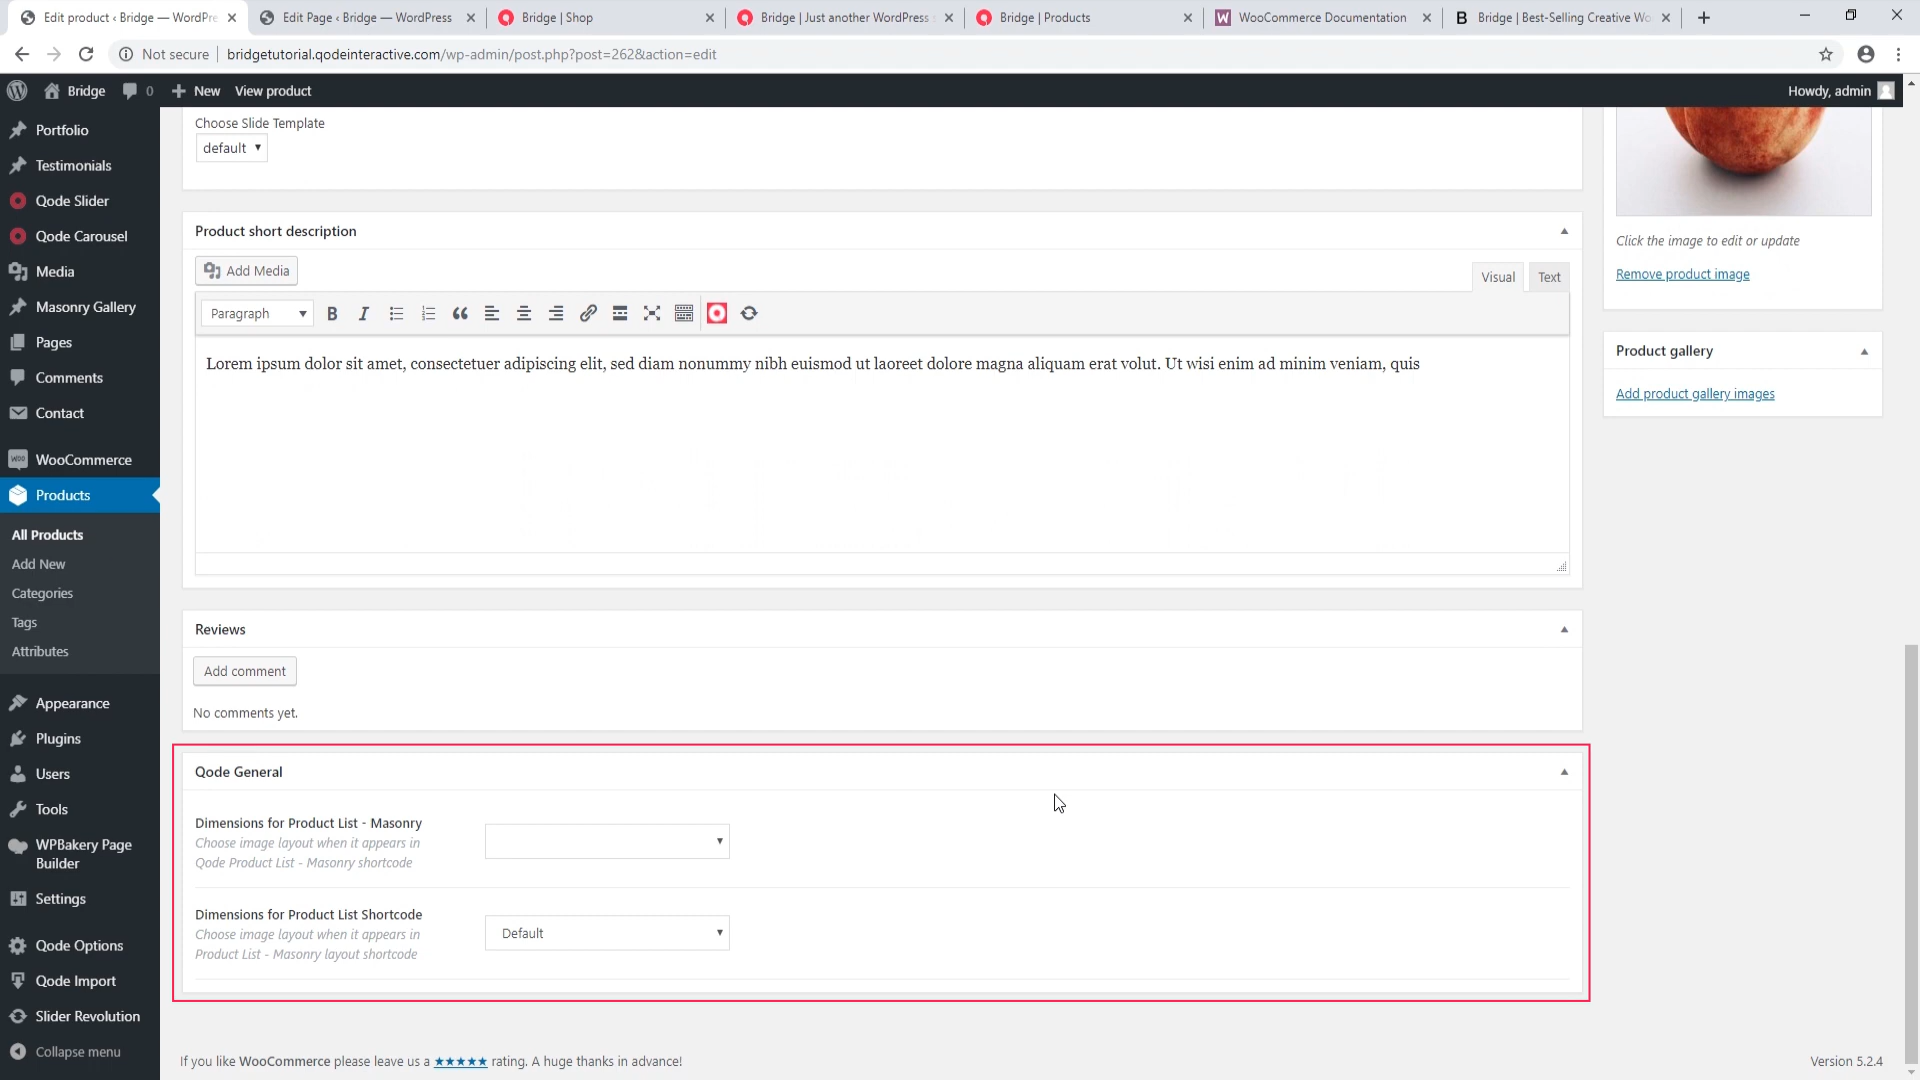 Edit product ‹ Bridge — WordPre
Edit Page ‹ Bridge — WordPress
Bridge | Shop
Bridge | Just another WordPress s
Bridge | Products
WooCommerce Documentation
Bridge | Best-Selling Creative Wo
Not secure
bridgetutorial.qodeinteractive.com/wp-admin/post.php?post=262&action=edit
Bridge
0
New
View product
Howdy, admin
Portfolio
Testimonials
Qode Slider
Qode Carousel
Media
Masonry Gallery
Pages
Comments
Contact
WooCommerce
Products
All Products
Add New
Categories
Tags
Attributes
Appearance
Plugins
Users
Tools
WPBakery Page
Builder
Settings
Qode Options
Qode Import
Slider Revolution
Collapse menu
Choose Slide Template
default
Product short description
Add Media
Visual
Text
Paragraph
Lorem ipsum dolor sit amet, consectetuer adipiscing elit, sed diam nonummy nibh euismod ut laoreet dolore magna aliquam erat volut. Ut wisi enim ad minim veniam, quis
Reviews
Add comment
No comments yet.
Qode General
Dimensions for Product List - Masonry
Choose image layout when it appears in
Qode Product List - Masonry shortcode
Dimensions for Product List Shortcode
Choose image layout when it appears in
Product List - Masonry layout shortcode
Default
Click the image to edit or update
Remove product image
Product gallery
Add product gallery images
If you like WooCommerce please leave us a ★★★★★ rating. A huge thanks in advance!
Version 5.2.4